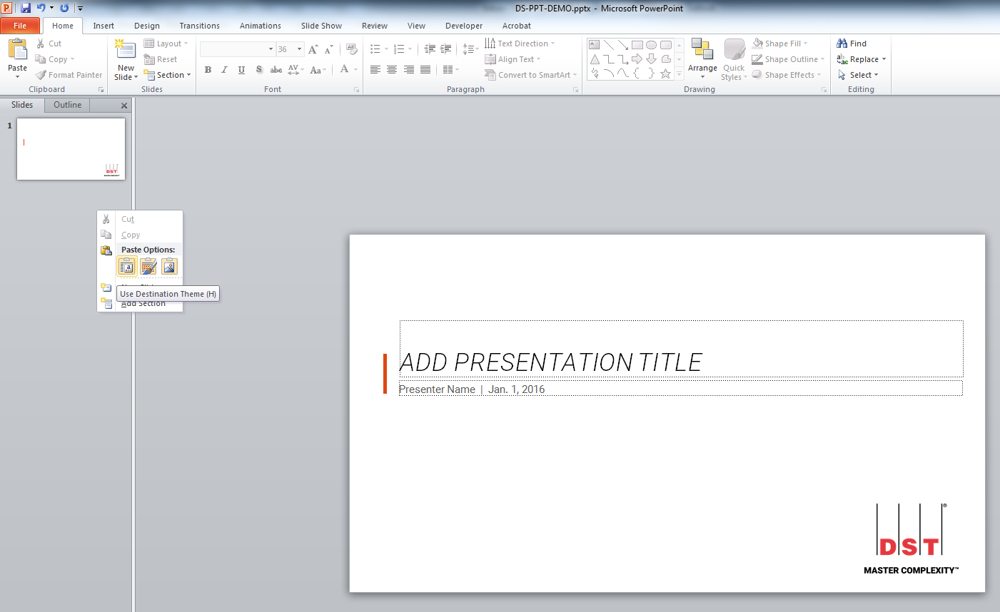 DS-PPT-DEMO.pptx - Microsoft PowerPoint
File Home Insert Design Transitions Animations Slide Show Review View Developer Acrobat
Paste
Cut
Copy
Format Painter
Clipboard
New Slide
Layout
Reset
Section
Slides
36
B I U S abc AV Aa A
Font
Text Direction
Align Text
Convert to SmartArt
Paragraph
Arrange
Quick Styles
Shape Fill
Shape Outline
Shape Effects
Drawing
Find
Replace
Select
Editing
Slides Outline
1
DST
MASTER COMPLEXITY
Cut
Copy
Paste Options:
Use Destination Theme (H)
Add Section
ADD PRESENTATION TITLE
Presenter Name | Jan. 1, 2016
DST®
MASTER COMPLEXITY™